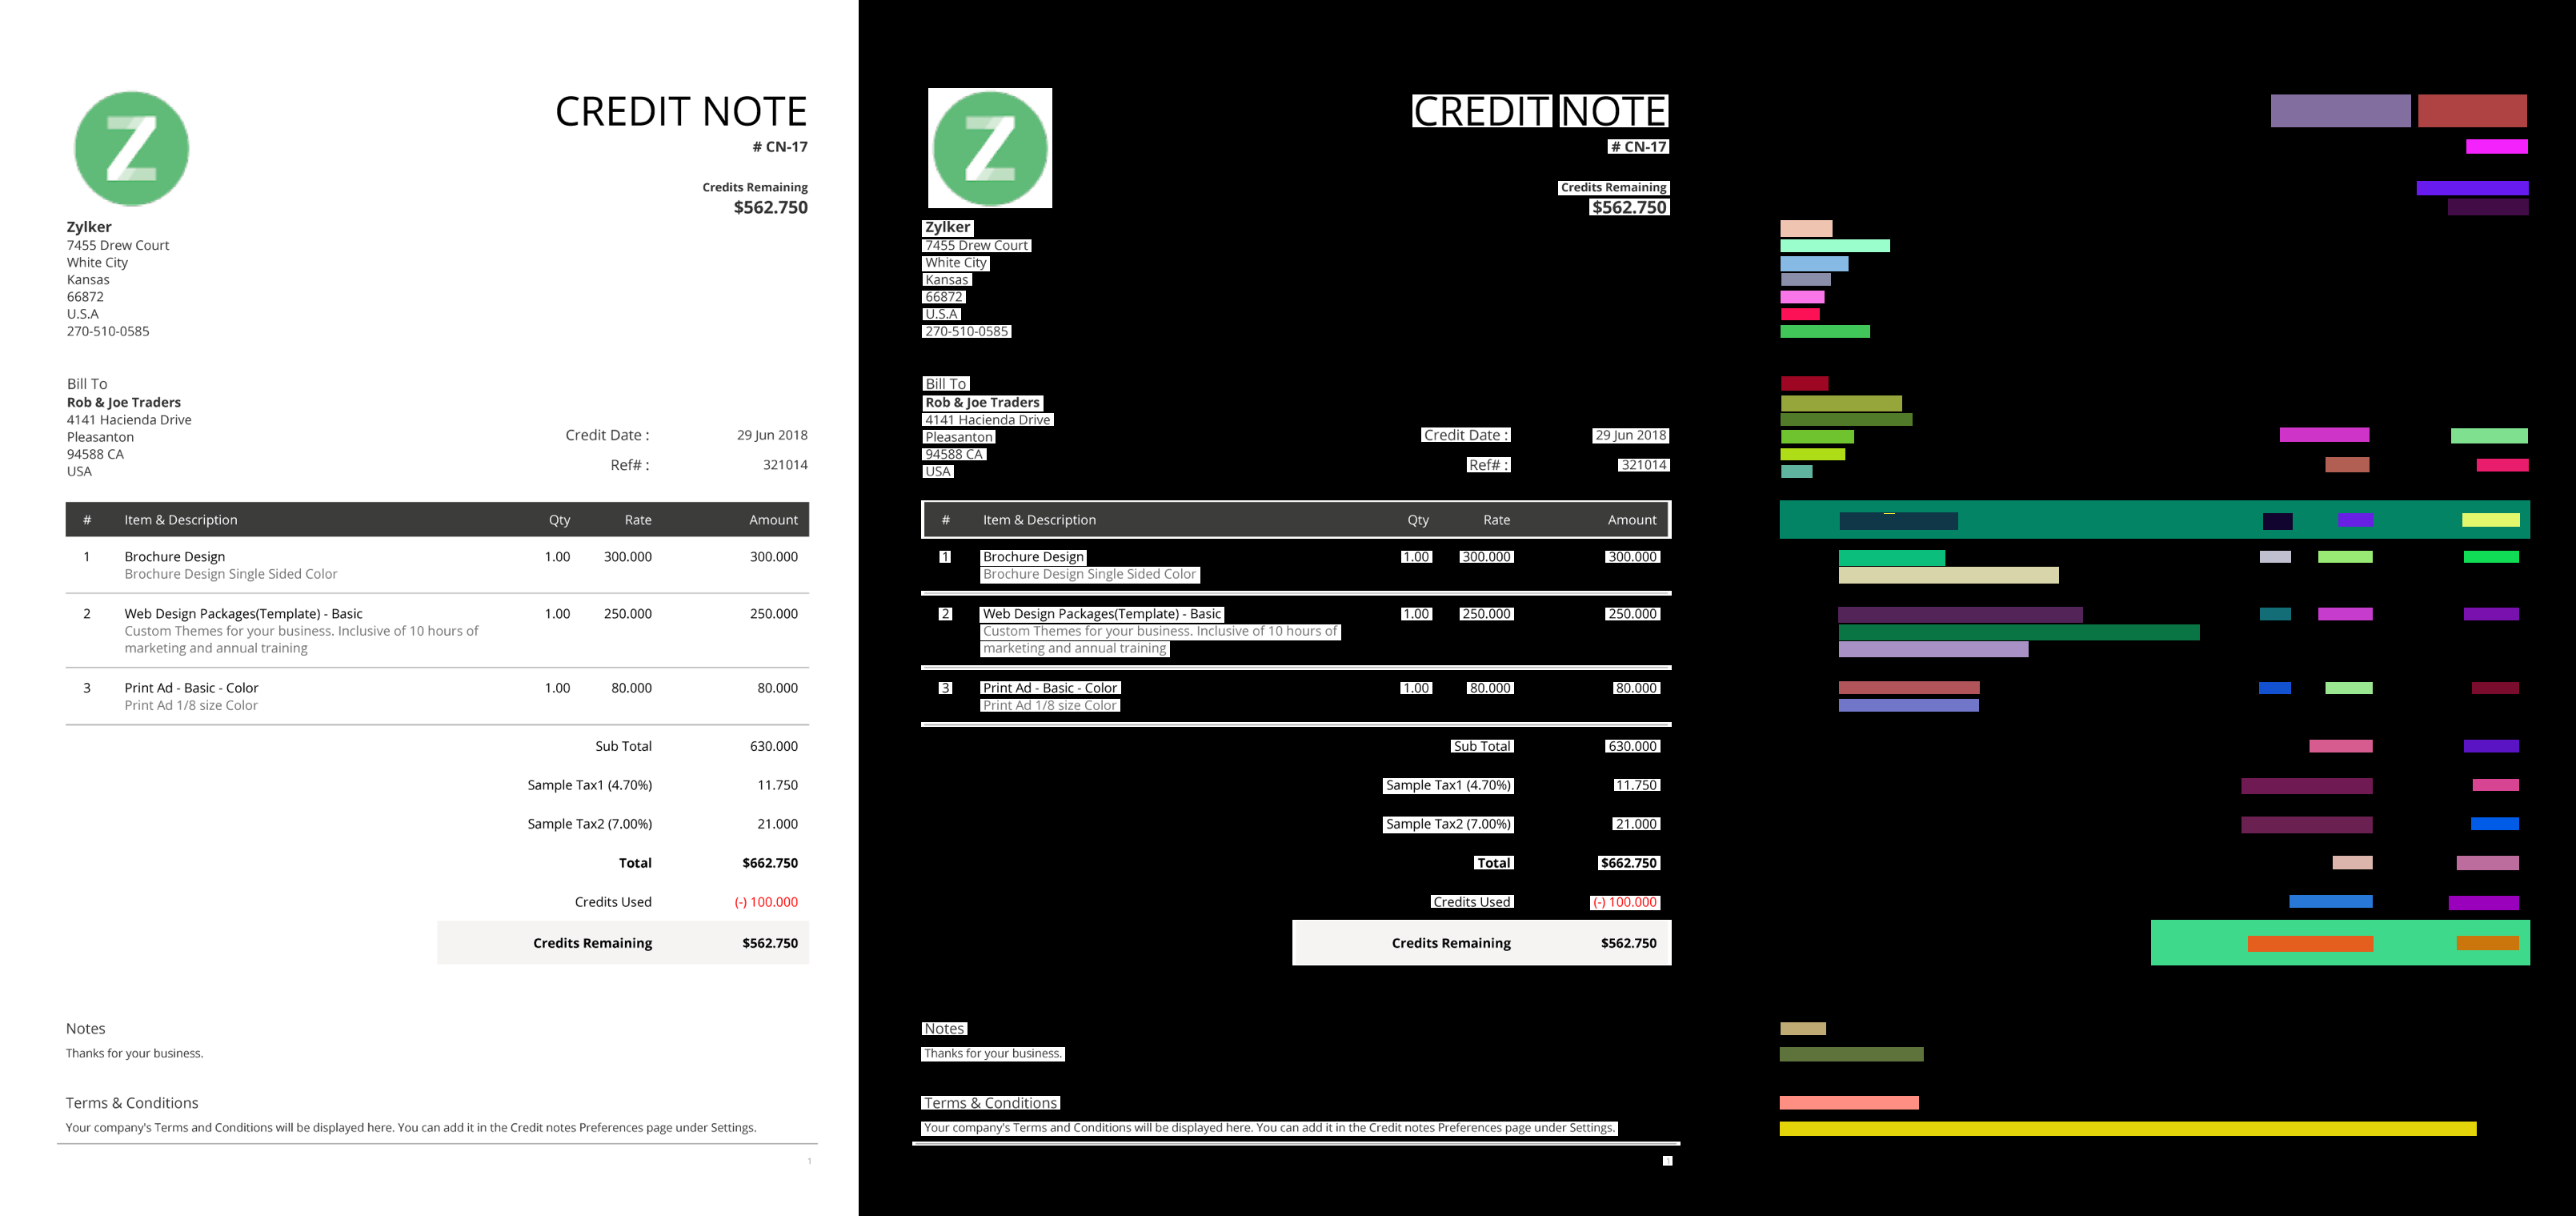 Z
CREDIT NOTE
# CN-17
Credits Remaining
$562.750
Zylker
7455 Drew Court
White City
Kansas
66872
U.S.A
270-510-0585
Bill To
Rob & Joe Traders
4141 Hacienda Drive
Pleasanton
94588 CA
USA
Credit Date : 29 Jun 2018
Ref# : 321014
# Item & Description Qty Rate Amount
1 Brochure Design 1.00 300.000 300.000
Brochure Design Single Sided Color
2 Web Design Packages(Template) - Basic 1.00 250.000 250.000
Custom Themes for your business. Inclusive of 10 hours of
marketing and annual training
3 Print Ad - Basic - Color 1.00 80.000 80.000
Print Ad 1/8 size Color
Sub Total 630.000
Sample Tax1 (4.70%) 11.750
Sample Tax2 (7.00%) 21.000
Total $662.750
Credits Used (-) 100.000
Credits Remaining $562.750
Notes
Thanks for your business.
Terms & Conditions
Your company's Terms and Conditions will be displayed here. You can add it in the Credit notes Preferences page under Settings.
1
Z
CREDIT NOTE
# CN-17
Credits Remaining
$562.750
Zylker
7455 Drew Court
White City
Kansas
66872
U.S.A
270-510-0585
Bill To
Rob & Joe Traders
4141 Hacienda Drive
Pleasanton
94588 CA
USA
Credit Date : 29 Jun 2018
Ref# : 321014
# Item & Description Qty Rate Amount
1 Brochure Design 1.00 300.000 300.000
Brochure Design Single Sided Color
2 Web Design Packages(Template) - Basic 1.00 250.000 250.000
Custom Themes for your business. Inclusive of 10 hours of
marketing and annual training
3 Print Ad - Basic - Color 1.00 80.000 80.000
Print Ad 1/8 size Color
Sub Total 630.000
Sample Tax1 (4.70%) 11.750
Sample Tax2 (7.00%) 21.000
Total $662.750
Credits Used (-) 100.000
Credits Remaining $562.750
Notes
Thanks for your business.
Terms & Conditions
Your company's Terms and Conditions will be displayed here. You can add it in the Credit notes Preferences page under Settings.
1